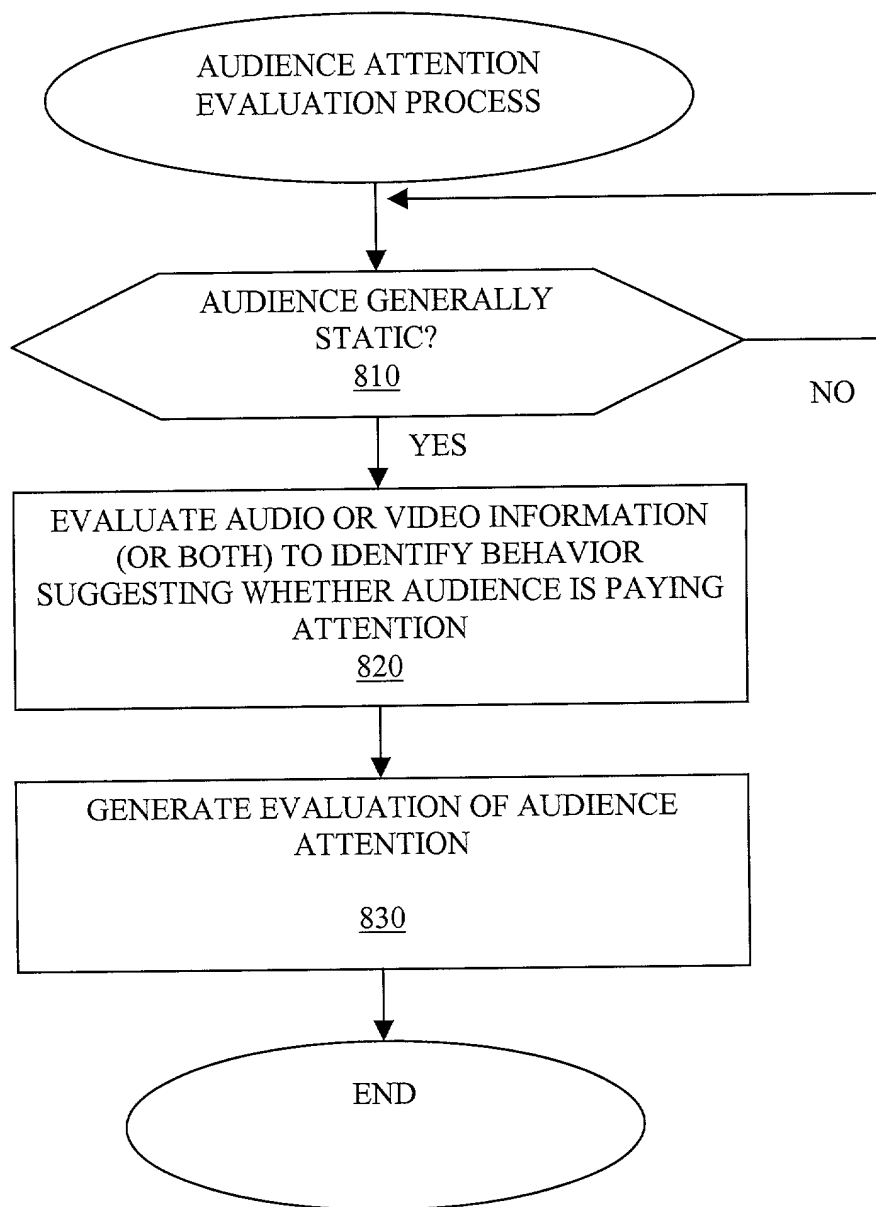 AUDIENCE ATTENTION
EVALUATION PROCESS
AUDIENCE GENERALLY
STATIC?
810
NO
YES
EVALUATE AUDIO OR VIDEO INFORMATION
(OR BOTH) TO IDENTIFY BEHAVIOR
SUGGESTING WHETHER AUDIENCE IS PAYING
ATTENTION
820
GENERATE EVALUATION OF AUDIENCE
ATTENTION
830
END